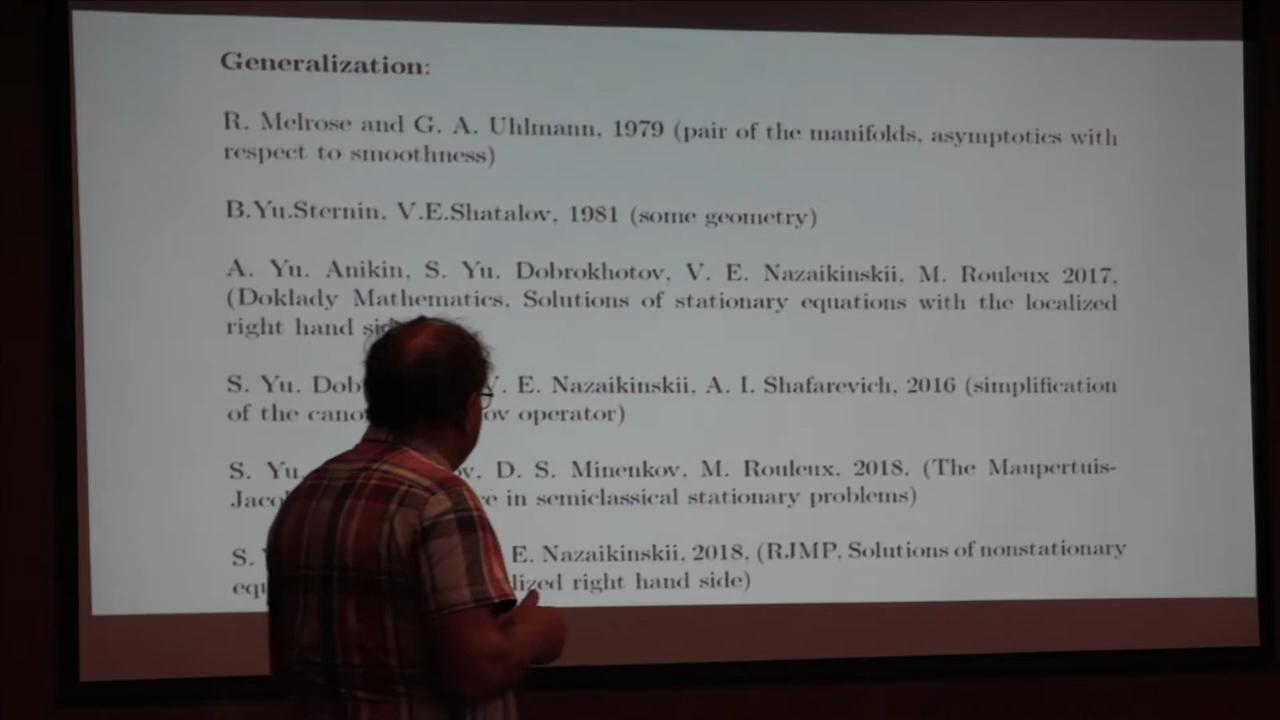 Generalization:
R. Melrose and G. A. Uhlmann, 1979 (pair of the manifolds, asymptotics with
respect to smoothness)
B.Yu.Sternin, V.E.Shatalov, 1981 (some geometry)
A. Yu. Anikin, S. Yu. Dobrokhotov, V. E. Nazaikinskii, M. Rouleux 2017,
(Doklady Mathematics, Solutions of stationary equations with the localized
right hand
S. Yu. E. Nazaikinskii, A. I. Shafarevich, 2016 (simplification
of the operator)
S. Yu. D. S. Minenkov, M. Rouleux, 2018, (The Maupertuis-
in semiclassical stationary problems)
S. E. Nazaikinskii, 2018, (RJMP, Solutions of nonstationary
right hand side)